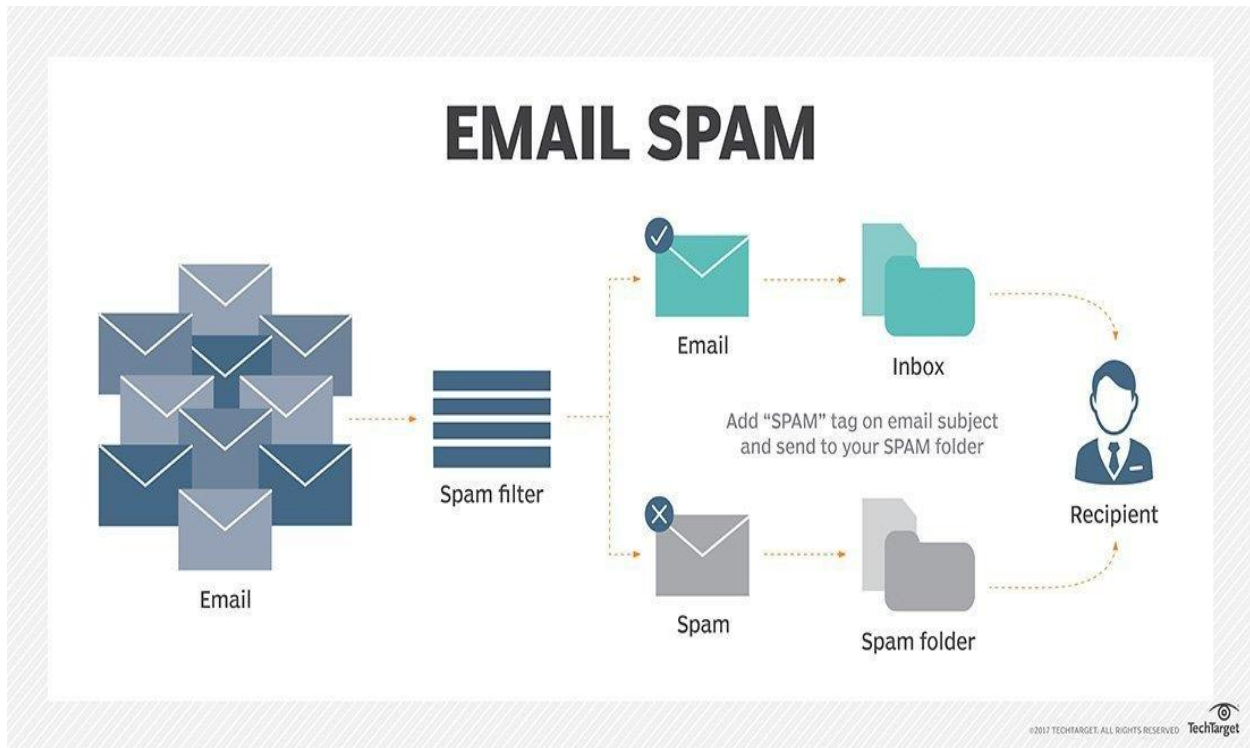 EMAIL SPAM
Email
Spam filter
Email
Inbox
Add “SPAM” tag on email subject
and send to your SPAM folder
Spam
Spam folder
Recipient
©2017 TECHTARGET. ALL RIGHTS RESERVED TechTarget